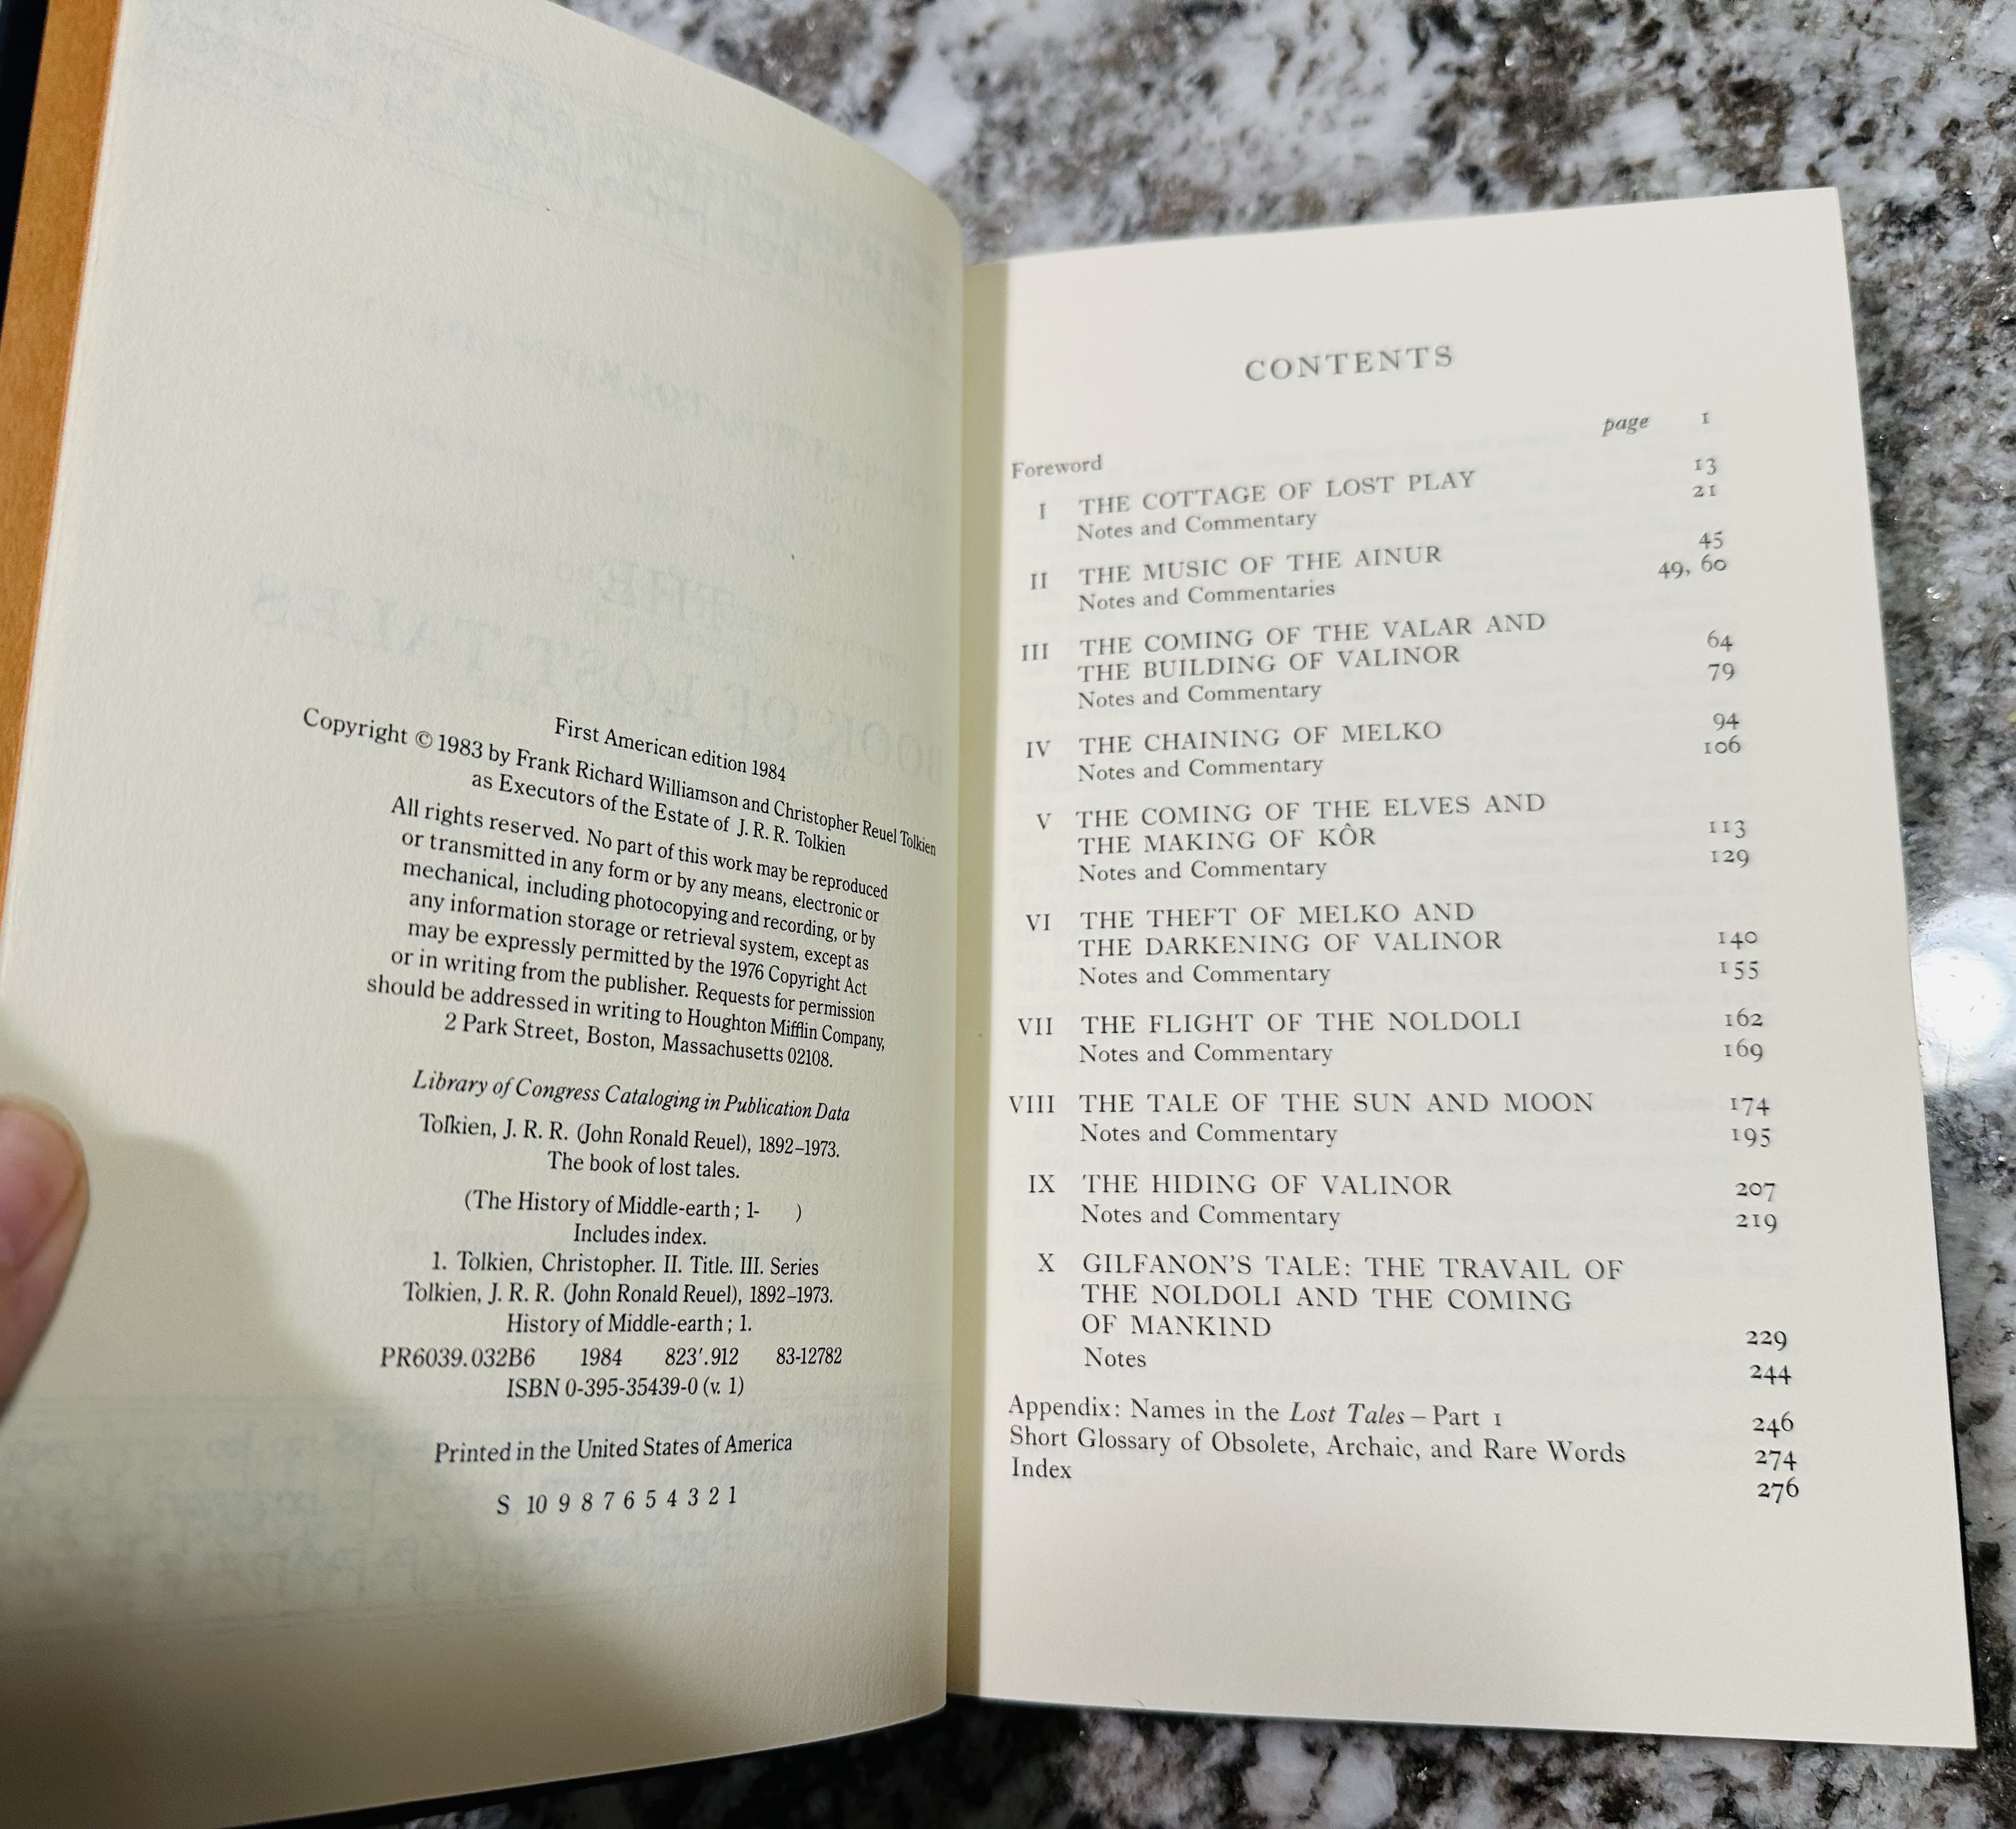 First American edition 1984
Copyright © 1983 by Frank Richard Williamson and Christopher Reuel Tolkien
as Executors of the Estate of J. R. R. Tolkien
All rights reserved. No part of this work may be reproduced
or transmitted in any form or by any means, electronic or
mechanical, including photocopying and recording, or by
any information storage or retrieval system, except as
may be expressly permitted by the 1976 Copyright Act
or in writing from the publisher. Requests for permission
should be addressed in writing to Houghton Mifflin Company,
2 Park Street, Boston, Massachusetts 02108.
Library of Congress Cataloging in Publication Data
Tolkien, J. R. R. (John Ronald Reuel), 1892–1973.
The book of lost tales.
(The History of Middle-earth ; 1- )
Includes index.
1. Tolkien, Christopher. II. Title. III. Series
Tolkien, J. R. R. (John Ronald Reuel), 1892–1973.
History of Middle-earth ; 1.
PR6039.032B6 1984 823'.912 83-12782
ISBN 0-395-35439-0 (v. 1)
Printed in the United States of America
S 10 9 8 7 6 5 4 3 2 1
CONTENTS
Foreword page 1
I THE COTTAGE OF LOST PLAY 13
Notes and Commentary 21
II THE MUSIC OF THE AINUR 45
Notes and Commentaries 49, 60
III THE COMING OF THE VALAR AND
THE BUILDING OF VALINOR 64
Notes and Commentary 79
IV THE CHAINING OF MELKO 94
Notes and Commentary 106
V THE COMING OF THE ELVES AND
THE MAKING OF KÔR 113
Notes and Commentary 129
VI THE THEFT OF MELKO AND
THE DARKENING OF VALINOR 140
Notes and Commentary 155
VII THE FLIGHT OF THE NOLDOLI 162
Notes and Commentary 169
VIII THE TALE OF THE SUN AND MOON 174
Notes and Commentary 195
IX THE HIDING OF VALINOR 207
Notes and Commentary 219
X GILFANON'S TALE: THE TRAVAIL OF
THE NOLDOLI AND THE COMING
OF MANKIND 229
Notes 244
Appendix: Names in the Lost Tales – Part 1 246
Short Glossary of Obsolete, Archaic, and Rare Words 274
Index 276